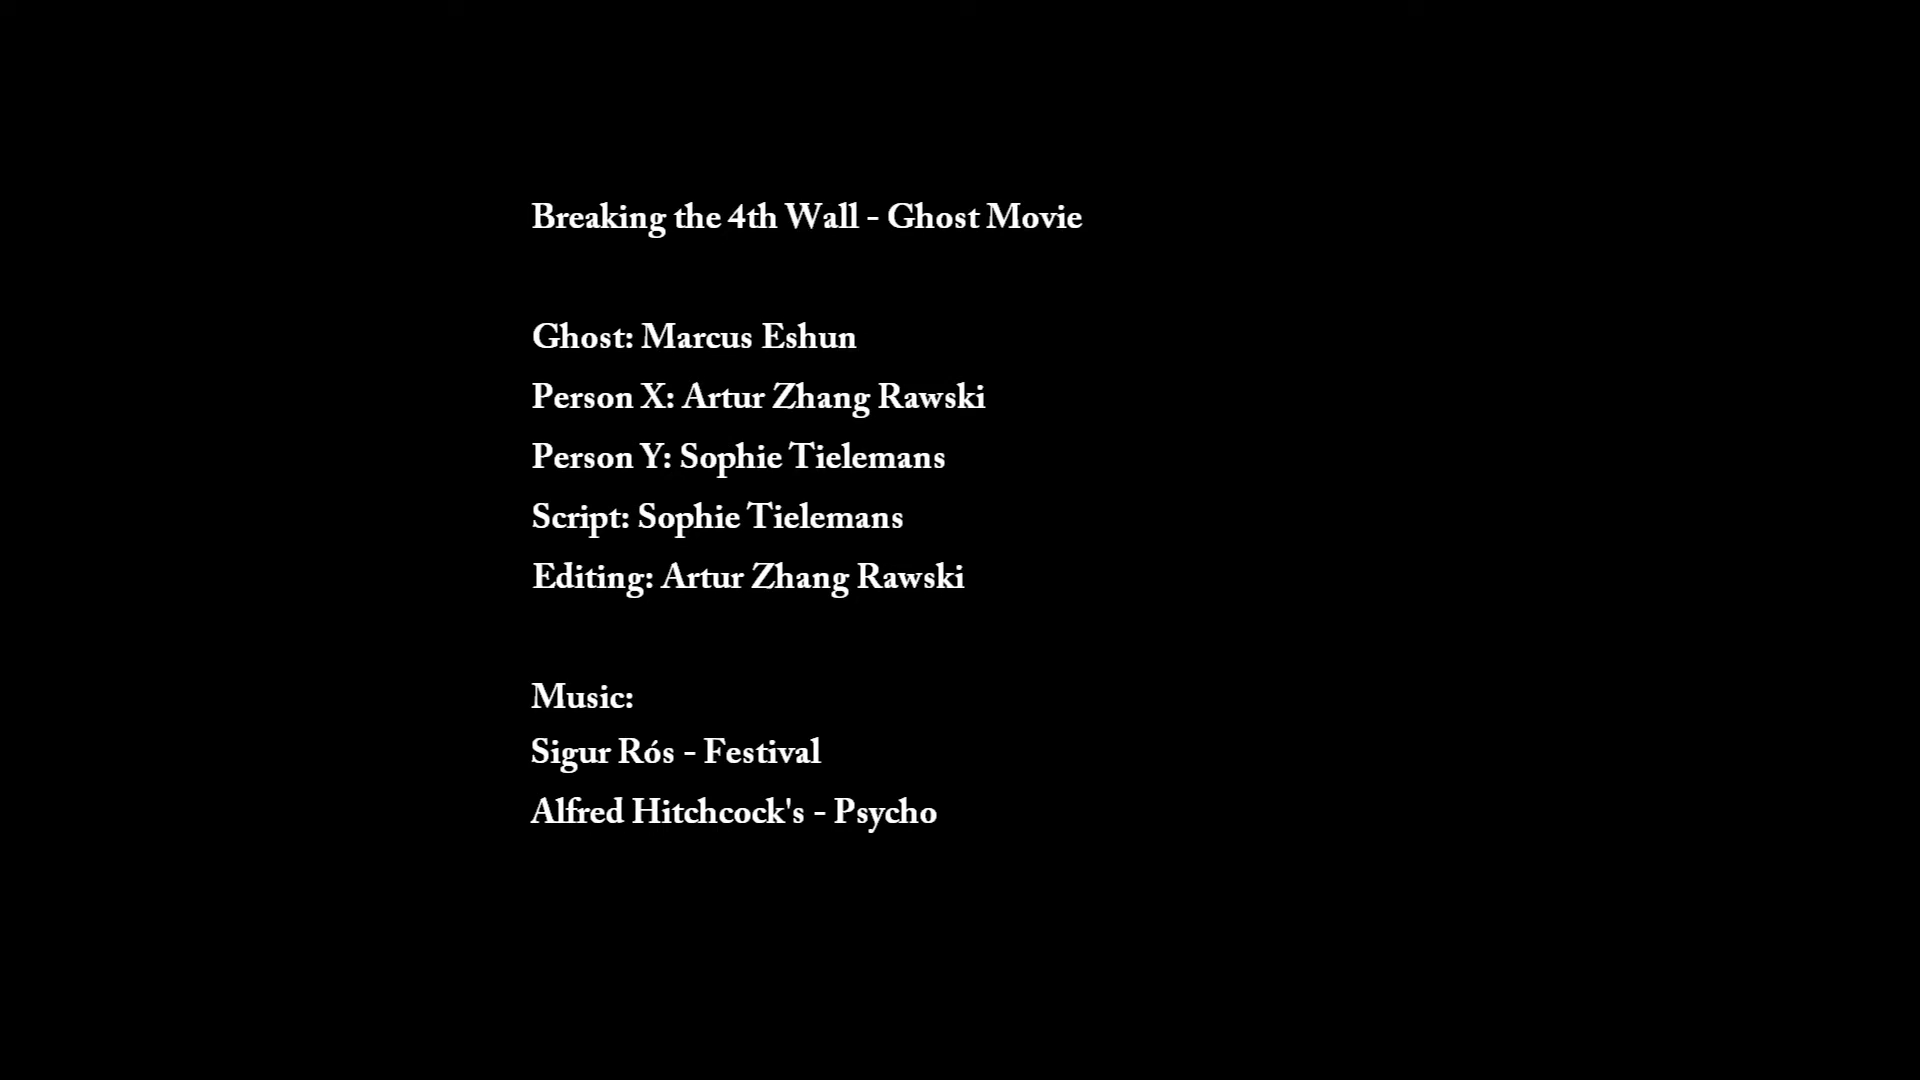 Breaking the 4th Wall - Ghost Movie
Ghost: Marcus Eshun
Person X: Artur Zhang Rawski
Person Y: Sophie Tielemans
Script: Sophie Tielemans
Editing: Artur Zhang Rawski
Music:
Sigur Rós - Festival
Alfred Hitchcock's - Psycho